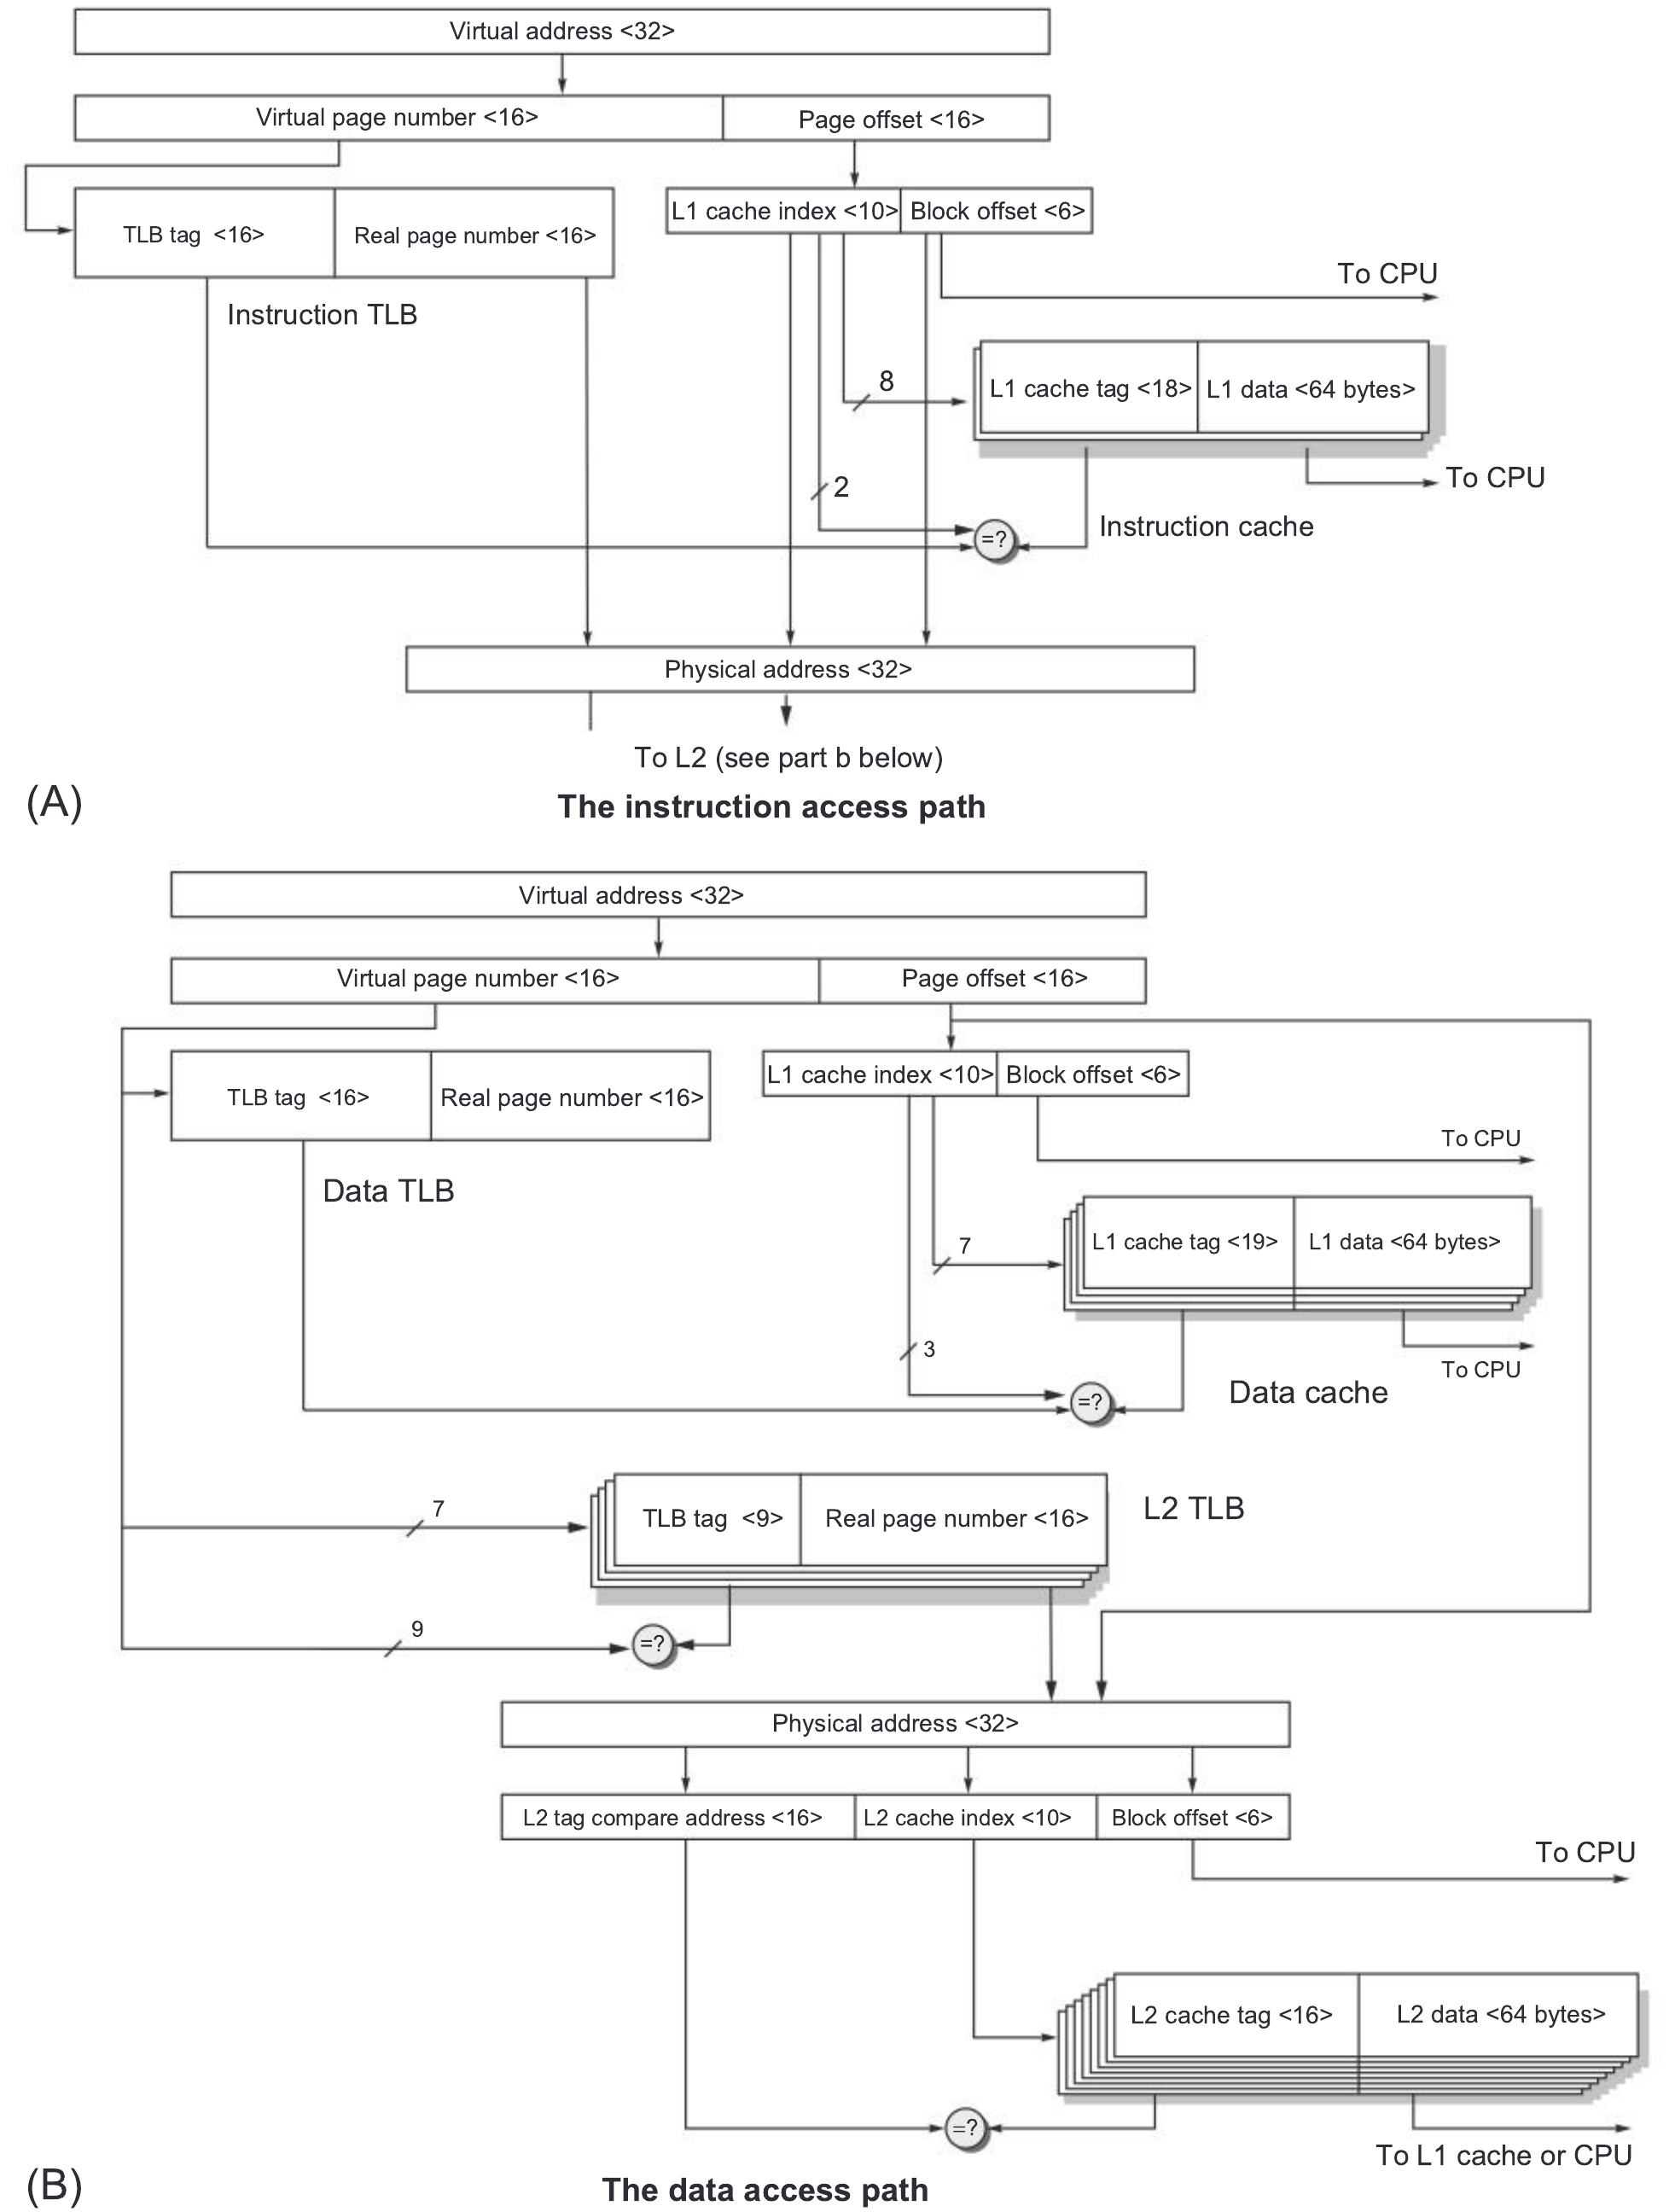 Virtual address <32>
Virtual page number <16>
Page offset <16>
TLB tag <16>
Real page number <16>
L1 cache index <10>
Block offset <6>
To CPU
Instruction TLB
8
L1 cache tag <18>
L1 data <64 bytes>
2
To CPU
Instruction cache
=?
Physical address <32>
To L2 (see part b below)
(A)
The instruction access path
Virtual address <32>
Virtual page number <16>
Page offset <16>
TLB tag <16>
Real page number <16>
L1 cache index <10>
Block offset <6>
To CPU
Data TLB
7
L1 cache tag <19>
L1 data <64 bytes>
3
To CPU
Data cache
=?
7
TLB tag <9>
Real page number <16>
L2 TLB
9
=?
Physical address <32>
L2 tag compare address <16>
L2 cache index <10>
Block offset <6>
To CPU
L2 cache tag <16>
L2 data <64 bytes>
=?
To L1 cache or CPU
(B)
The data access path